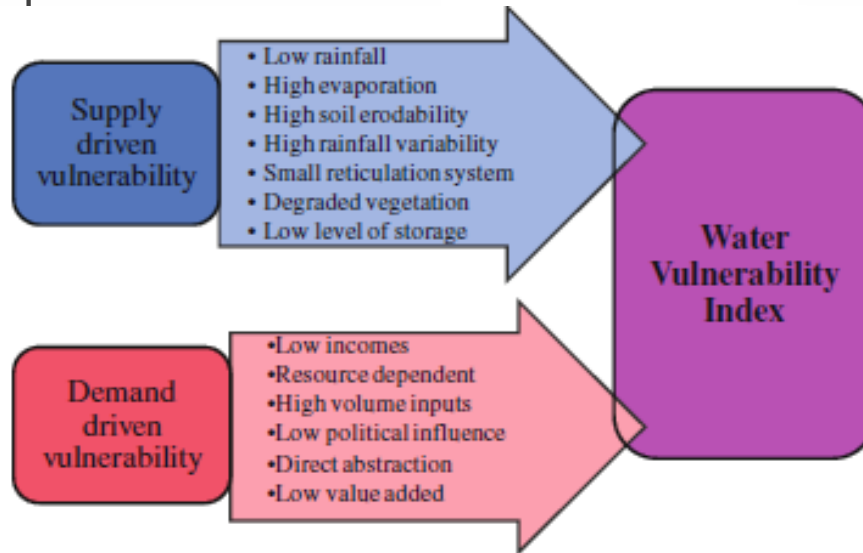 Supply
driven
vulnerability
• Low rainfall
• High evaporation
• High soil erodability
• High rainfall variability
• Small reticulation system
• Degraded vegetation
• Low level of storage
Water
Vulnerability
Index
Demand
driven
vulnerability
•Low incomes
•Resource dependent
•High volume inputs
•Low political influence
•Direct abstraction
•Low value added